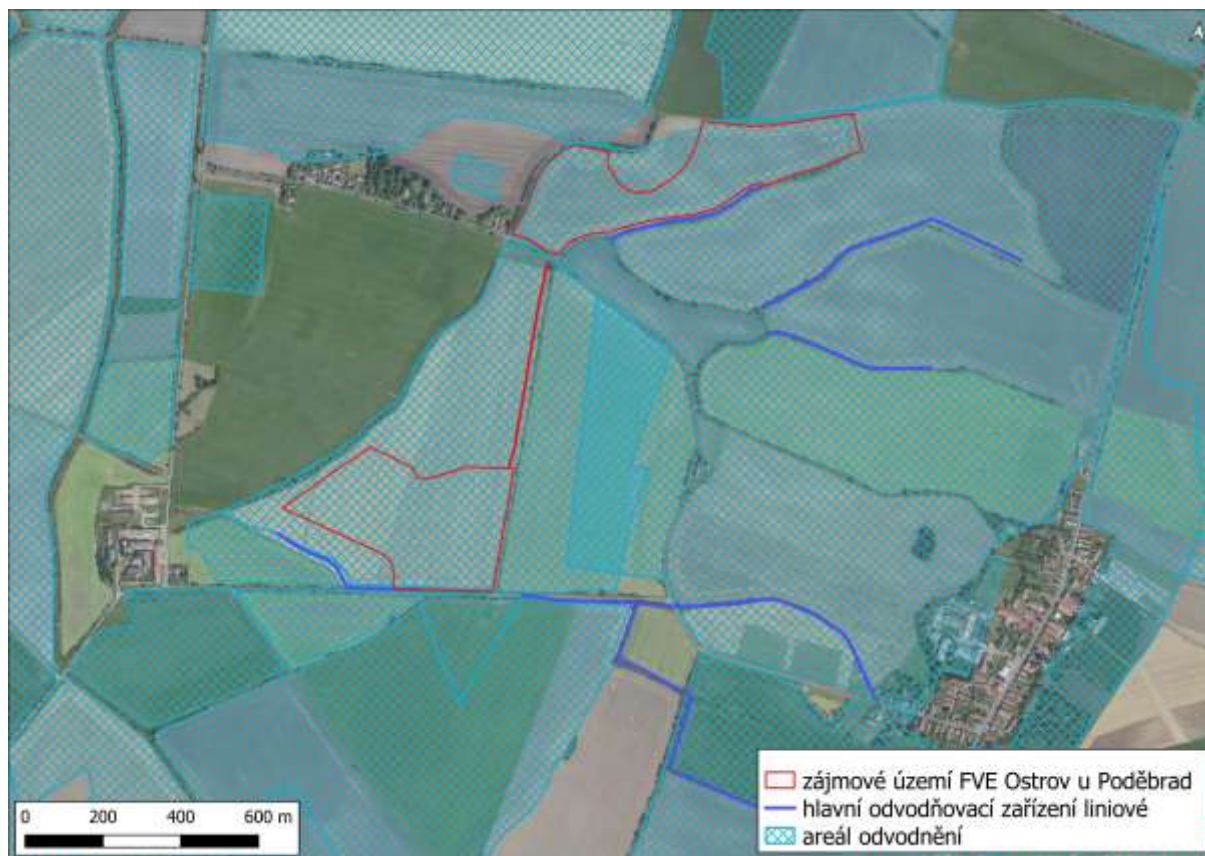 zájmové území FVE Ostrov u Poděbrad
hlavní odvodňovací zařízení liniové
areál odvodnění
0 200 400 600 m